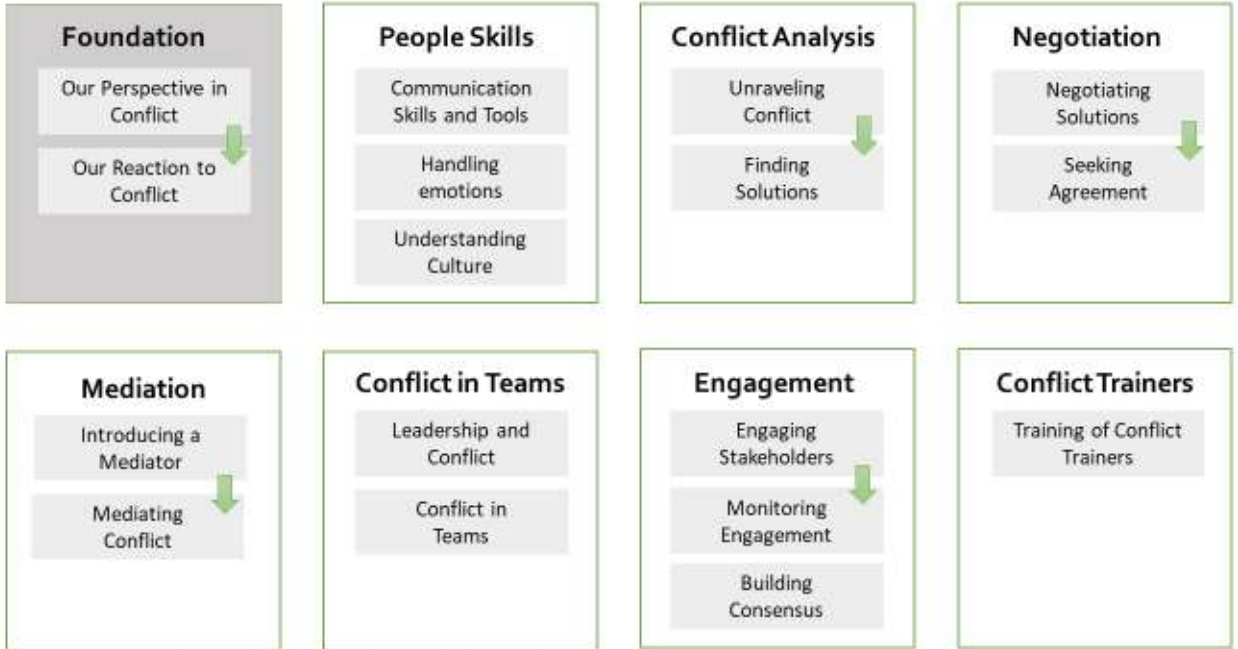 Foundation
Our Perspective in
Conflict
Our Reaction to
Conflict
People Skills
Communication
Skills and Tools
Handling
emotions
Understanding
Culture
Conflict Analysis
Unraveling
Conflict
Finding
Solutions
Negotiation
Negotiating
Solutions
Seeking
Agreement
Mediation
Introducing a
Mediator
Mediating
Conflict
Conflict in Teams
Leadership and
Conflict
Conflict in
Teams
Engagement
Engaging
Stakeholders
Monitoring
Engagement
Building
Consensus
Conflict Trainers
Training of Conflict
Trainers